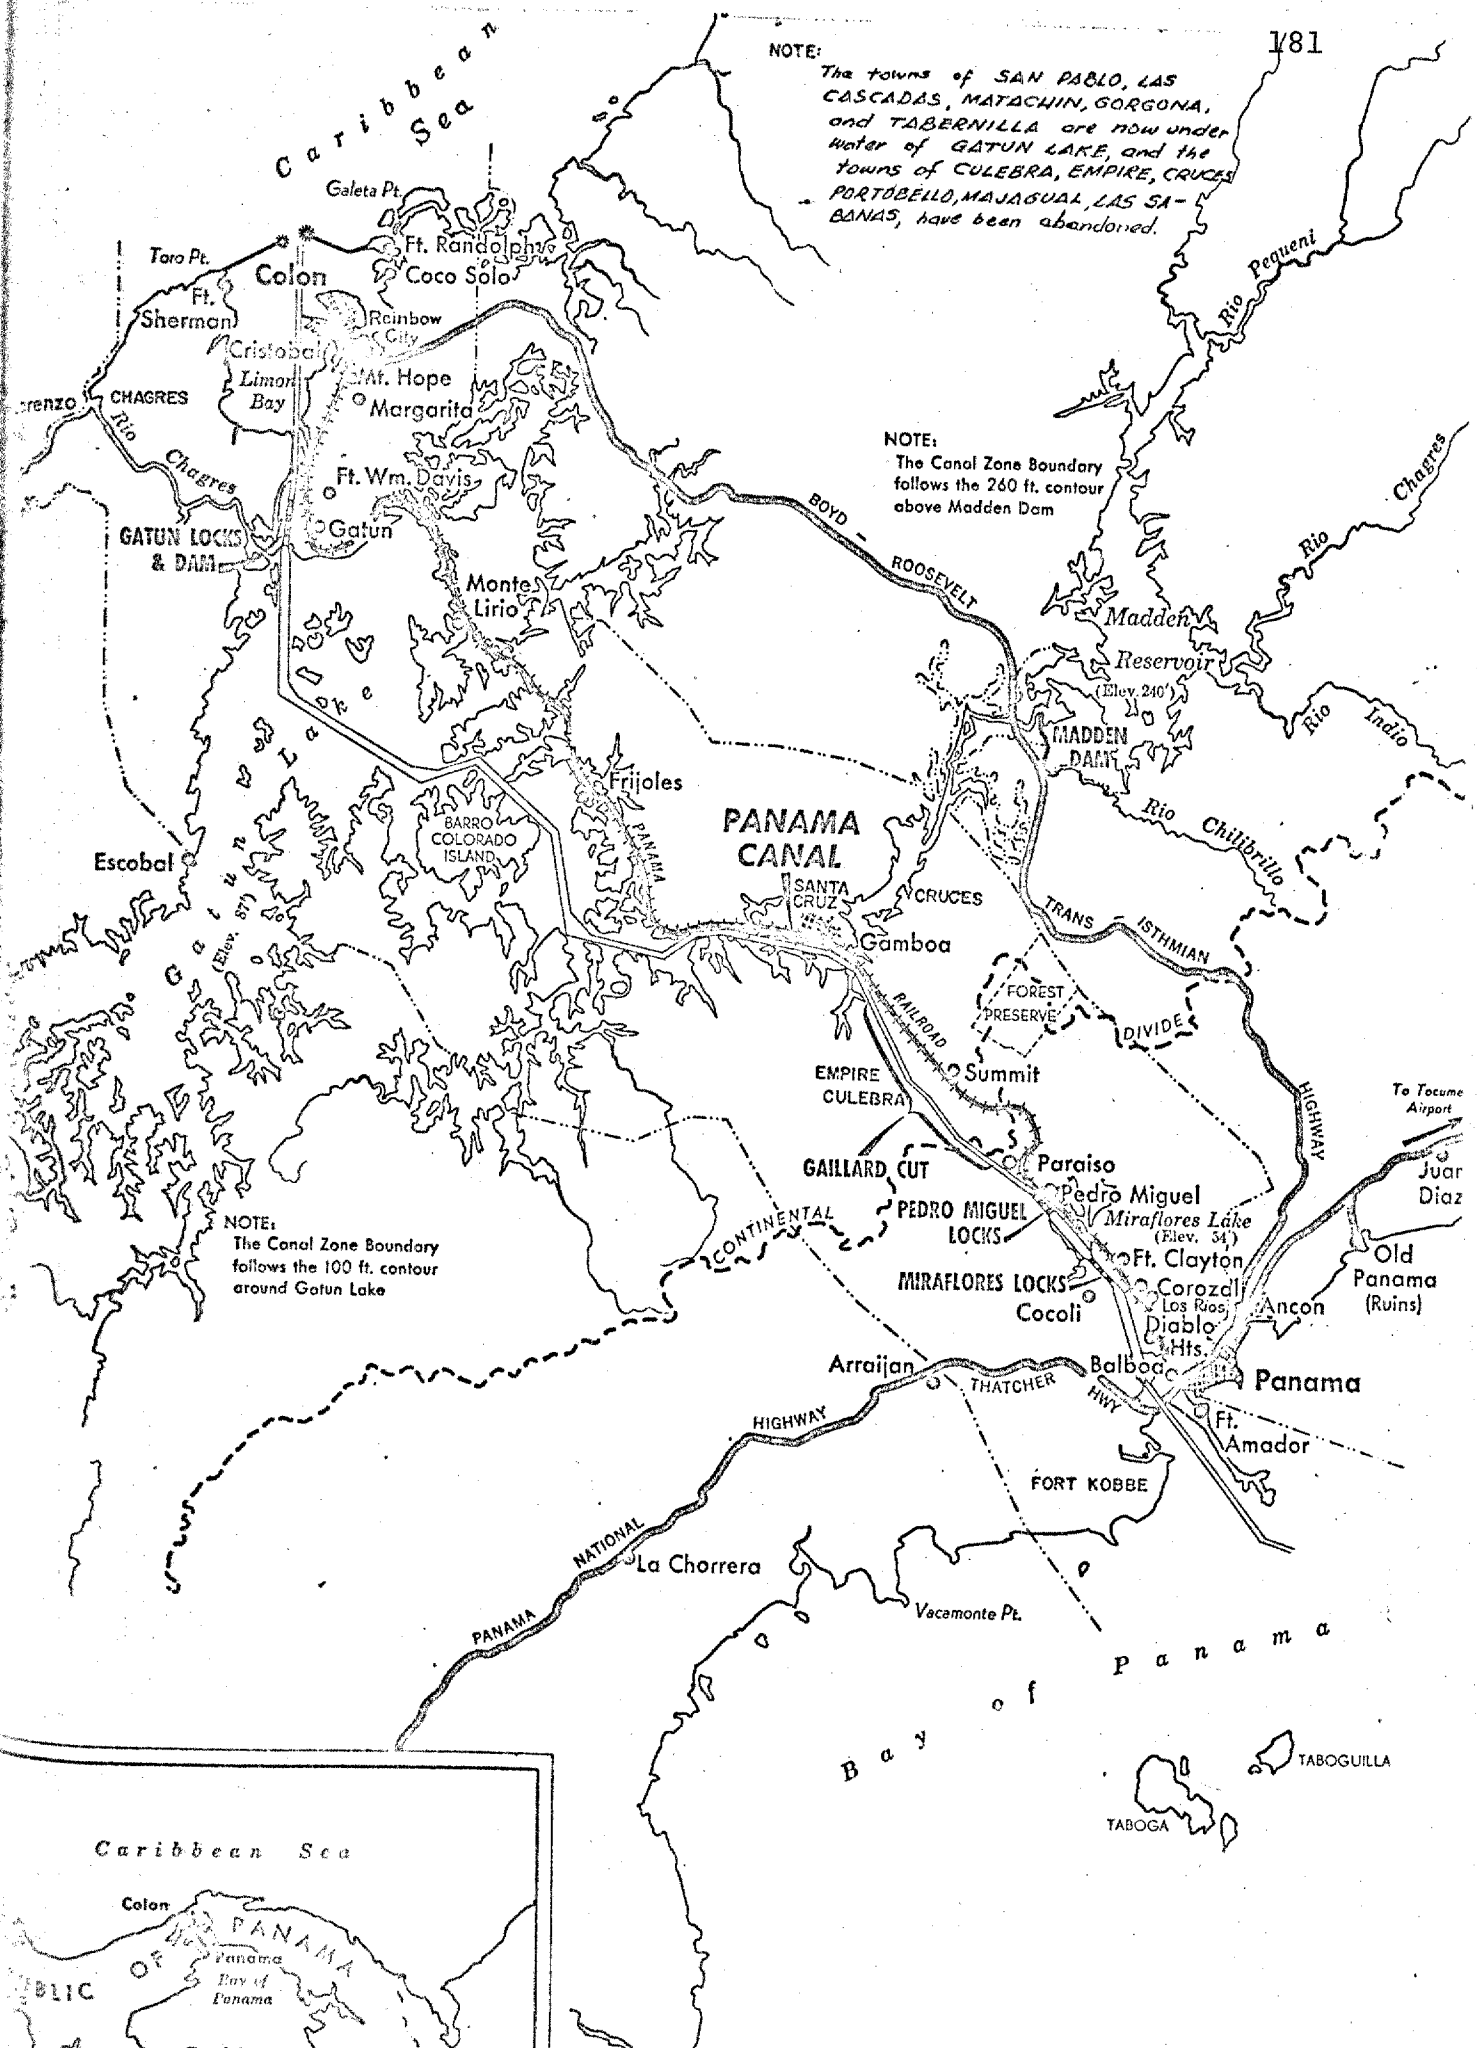 181
NOTE:
The towns of SAN PABLO, LAS
CASCADAS, MATACHIN, GORGONA,
and TABERNILLA are now under
water of GATUN LAKE, and the
towns of CULEBRA, EMPIRE, CRUCES
PORTOBELLO, MAJAGUAL, LAS SA-
BANAS, have been abandoned.
Caribbean
Sea
Galeta Pt.
Toro Pt.
Colon
Ft. Randolph
Coco Solo
Ft.
Sherman
Rainbow
City
Cristobal
Limon
Bay
Mt. Hope
Margarita
renzo
CHAGRES
Rio
Chagres
Ft. Wm. Davis
Gatun
GATUN LOCKS
& DAM
Monte
Lirio
Rio
Pequeni
NOTE:
The Canal Zone Boundary
follows the 260 ft. contour
above Madden Dam
Rio
Chagres
BOYD -
ROOSEVELT
Madden
Reservoir
(Elev. 240')
Rio
Indio
MADDEN
DAM
Rio
Chilibrillo
Gatun
Lake
(Elev. 87')
Frijoles
PANAMA
BARRO
COLORADO
ISLAND
Escobal
PANAMA
CANAL
SANTA
CRUZ
CRUCES
Gamboa
TRANS
ISTHMIAN
HIGHWAY
FOREST
PRESERVE
DIVIDE
RAILROAD
Summit
EMPIRE
CULEBRA
GAILLARD CUT
Paraiso
To Tocume
Airport
Juan
Diaz
Pedro Miguel
PEDRO MIGUEL
LOCKS
Miraflores Lake
(Elev. 54')
CONTINENTAL
NOTE:
The Canal Zone Boundary
follows the 100 ft. contour
around Gatun Lake
Ft. Clayton
MIRAFLORES LOCKS
Cocoli
Corozal
Los Rios
Diablo
Hts.
Ancon
Old
Panama
(Ruins)
Arraijan
THATCHER
HWY
Balboa
Panama
Ft.
Amador
HIGHWAY
FORT KOBBE
NATIONAL
La Chorrera
PANAMA
Vacamonte Pt.
Bay of Panama
TABOGUILLA
TABOGA
Caribbean Sea
Colon
PANAMA
OF
BLIC
Panama
Bay of
Panama